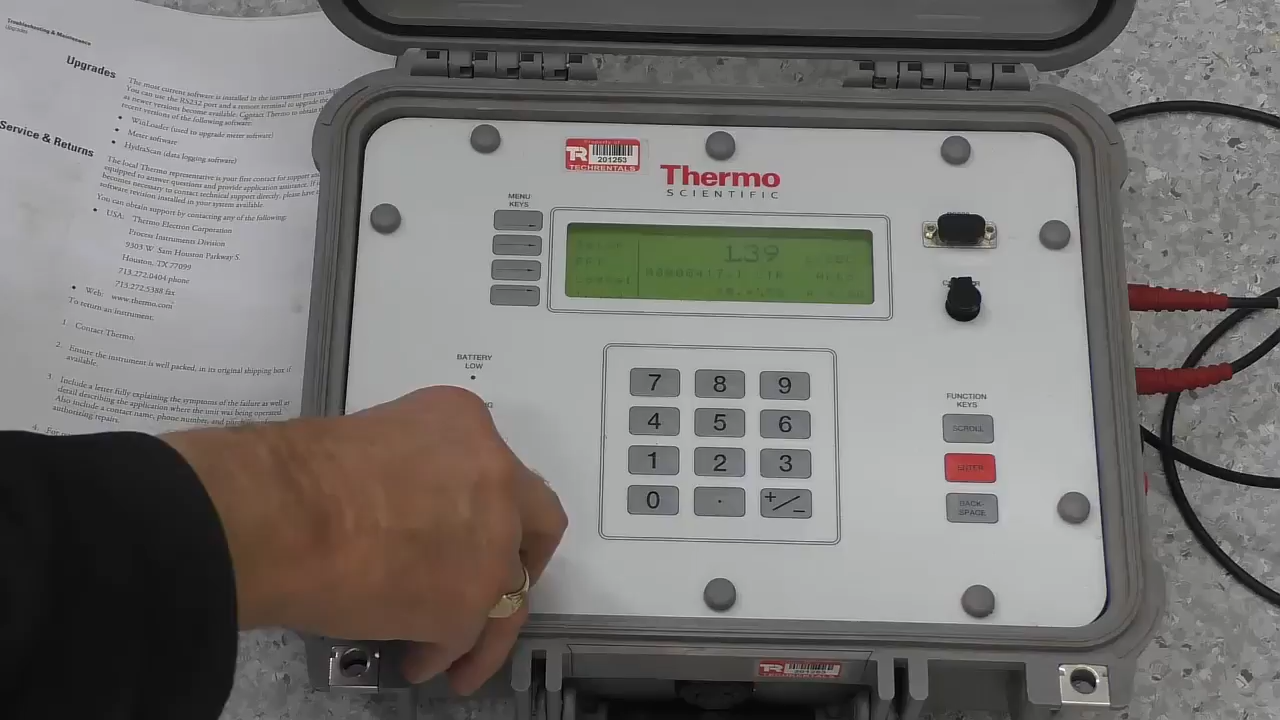 Troubleshooting & Maintenance
Upgrades
Upgrades
The most current software is installed in the instrument prior to
You can use the RS232 port and a remote terminal to upgrade the
as newer versions become available. Contact Thermo to obtain
recent versions of the following software:
• WinLoader (used to upgrade meter software)
• Meter software
• HydraScan (data logging software)
Service & Returns
The local Thermo representative is your first contact for support
equipped to answer questions and provide application assistance. If
becomes necessary to contact technical support directly, please have
software revision installed in your system available.
You can obtain support by contacting any of the following:
• USA: Thermo Electron Corporation
Process Instruments Division
9303 W. Sam Houston Parkway S.
Houston, TX 77099
713.272.0404 phone
713.272.5388 fax
• Web: www.thermo.com
To return an instrument:
1. Contact Thermo.
2. Ensure the instrument is well packed, in its original shipping box if
available.
3. Include a letter fully explaining the symptoms of the failure as well as
detail describing the application where the unit was being operated.
Also include a contact name, phone number, and
authorizing repair.
4. For
Property of
TR
201253
TECHRENTALS
Thermo
SCIENTIFIC
MENU
KEYS
139
BATTERY
LOW
7 8 9
4 5 6
1 2 3
0 . +/−
FUNCTION
KEYS
SCROLL
ENTER
BACK-
SPACE
TR
201253
TECHRENTALS